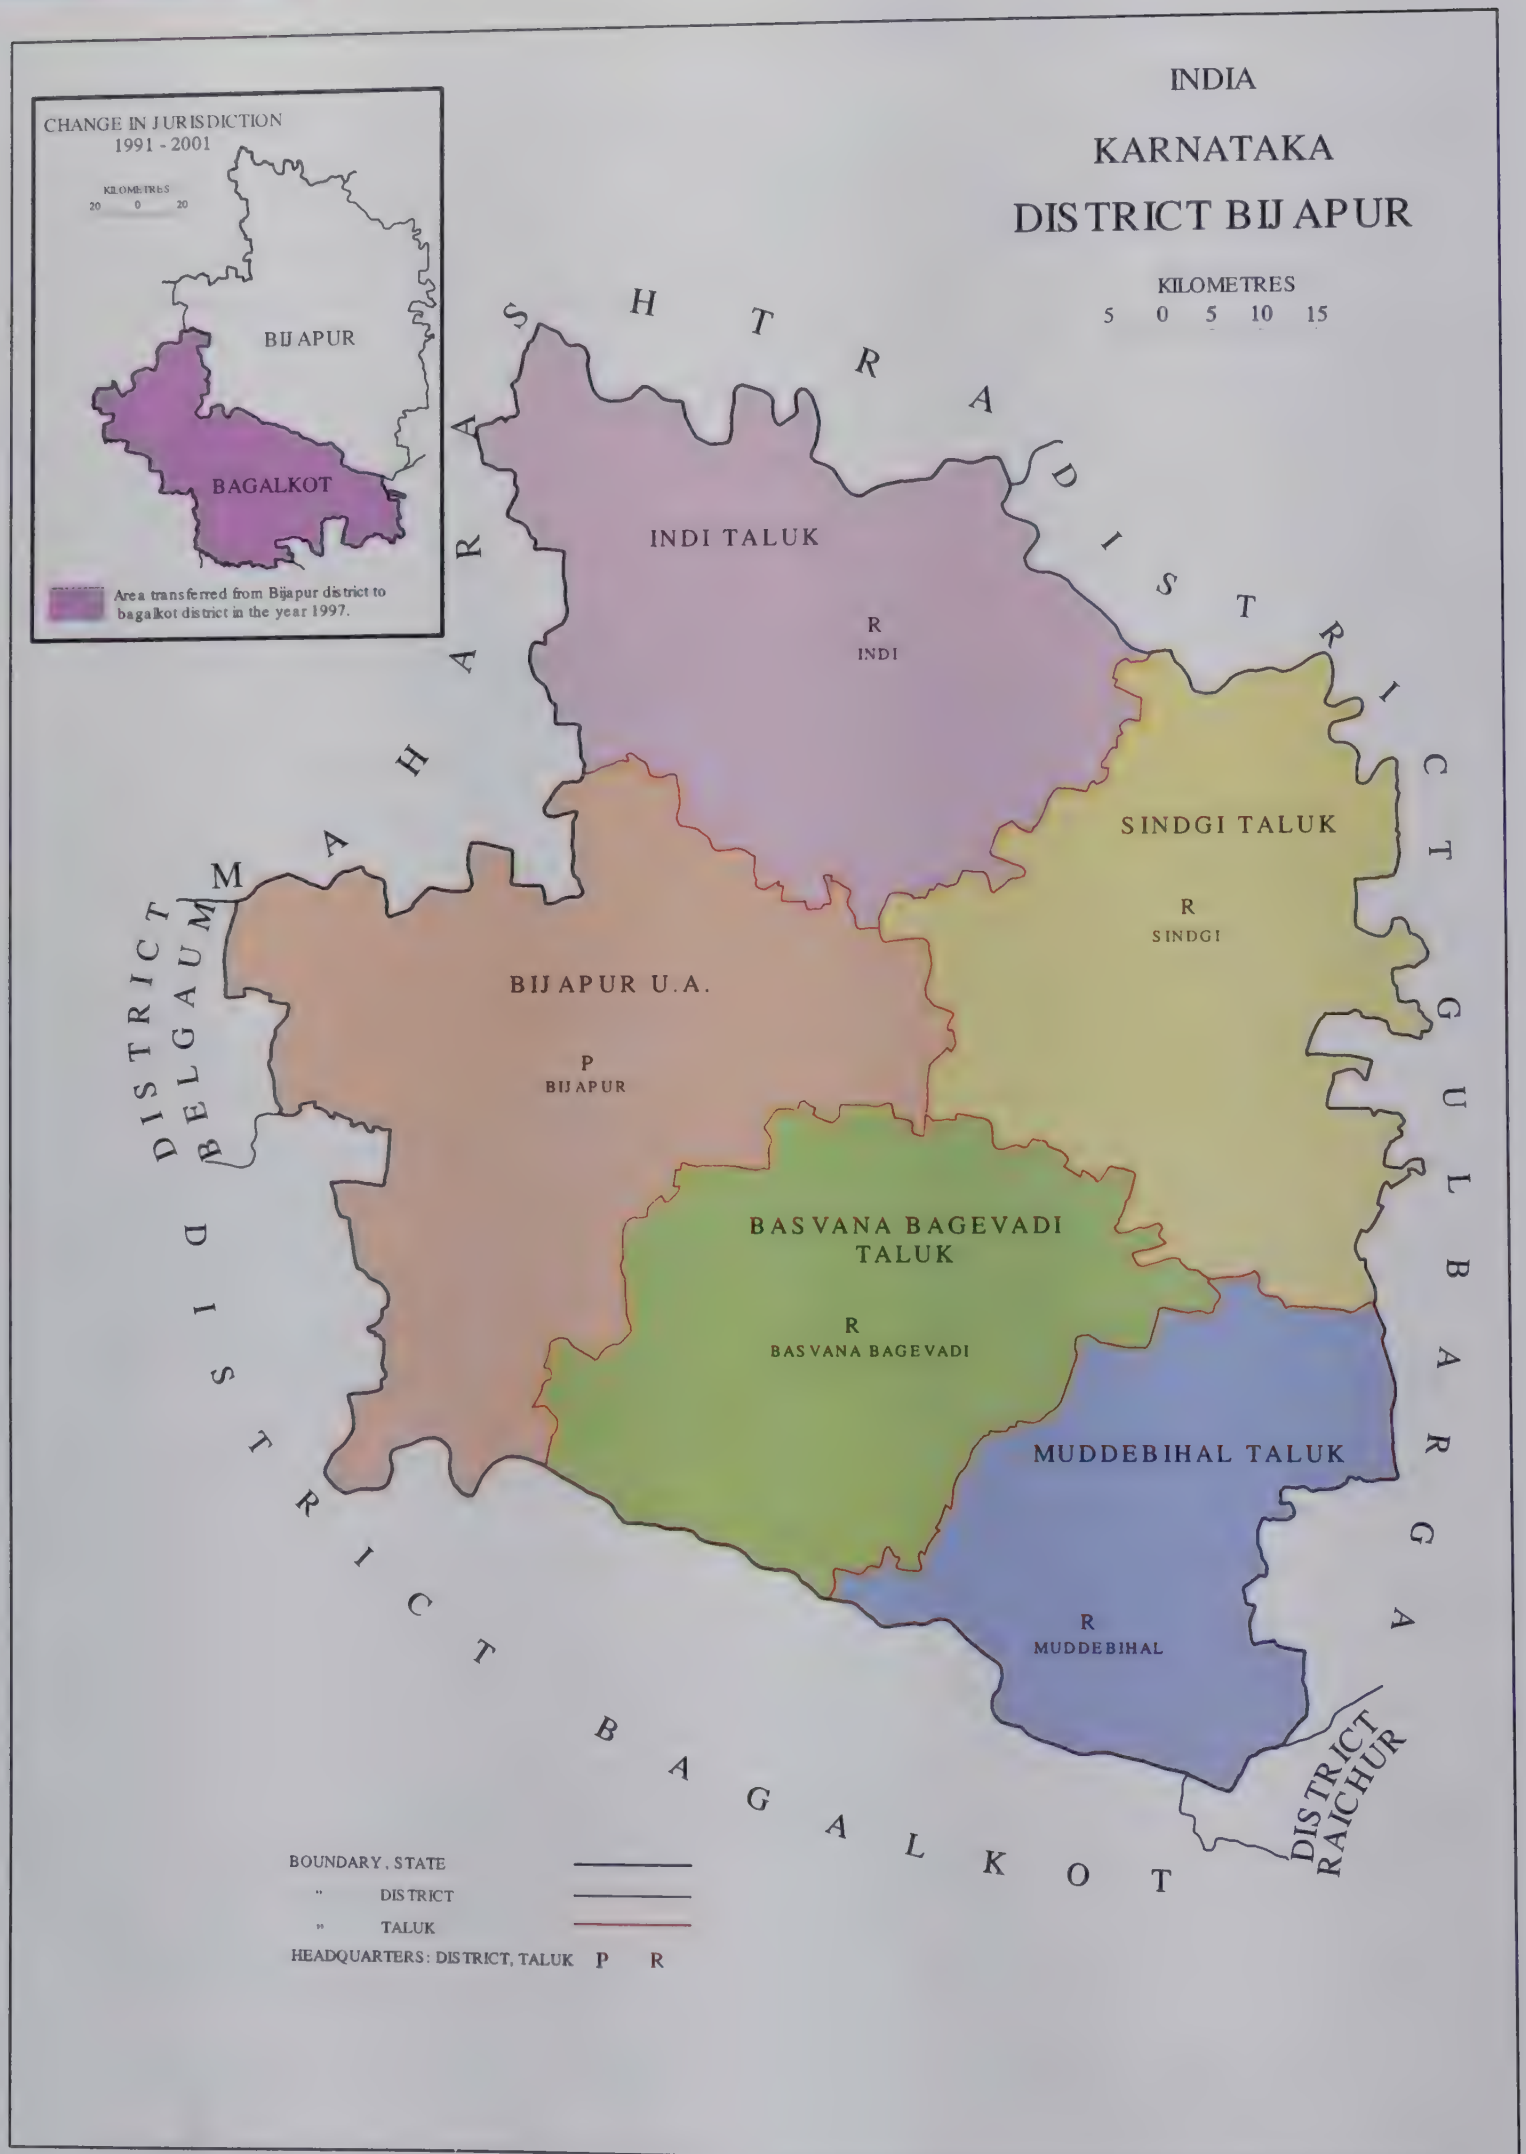 INDIA
KARNATAKA
DISTRICT BIJAPUR
KILOMETRES
5 0 5 10 15
CHANGE IN JURISDICTION
1991 - 2001
KILOMETRES
20 0 20
BIJAPUR
BAGALKOT
Area transferred from Bijapur district to
bagalkot district in the year 1997.
MAHARASHTRA
DISTRICT GULBARGA
INDI TALUK
R
INDI
SINDGI TALUK
R
SINDGI
DISTRICT
BELGAUM
BIJAPUR U.A.
P
BIJAPUR
BASVANA BAGEVADI
TALUK
R
BASVANA BAGEVADI
MUDDEBIHAL TALUK
R
MUDDEBIHAL
DISTRICT BAGALKOT
DISTRICT
RAICHUR
BOUNDARY, STATE
" DISTRICT
" TALUK
HEADQUARTERS: DISTRICT, TALUK P R